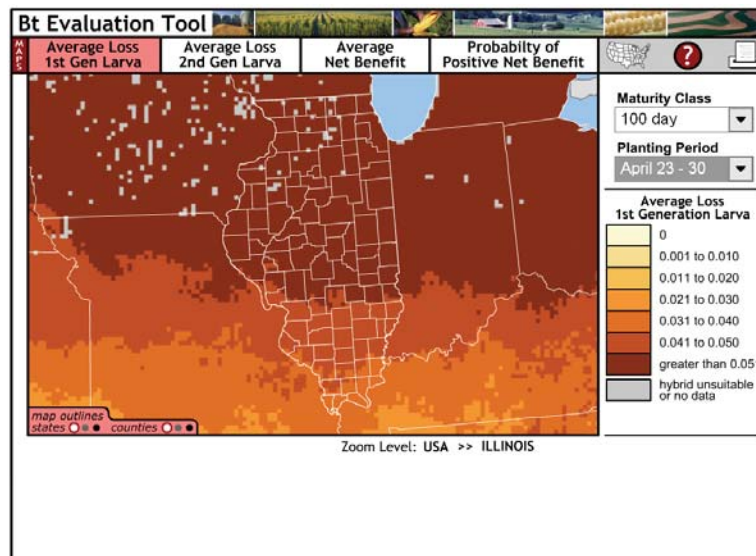 Bt Evaluation Tool
MAPS
Average Loss
1st Gen Larva
Average Loss
2nd Gen Larva
Average
Net Benefit
Probabilty of
Positive Net Benefit
?
Maturity Class
100 day
Planting Period
April 23 - 30
Average Loss
1st Generation Larva
0
0.001 to 0.010
0.011 to 0.020
0.021 to 0.030
0.031 to 0.040
0.041 to 0.050
greater than 0.05
hybrid unsuitable
or no data
map outlines
states counties
Zoom Level: USA >> ILLINOIS